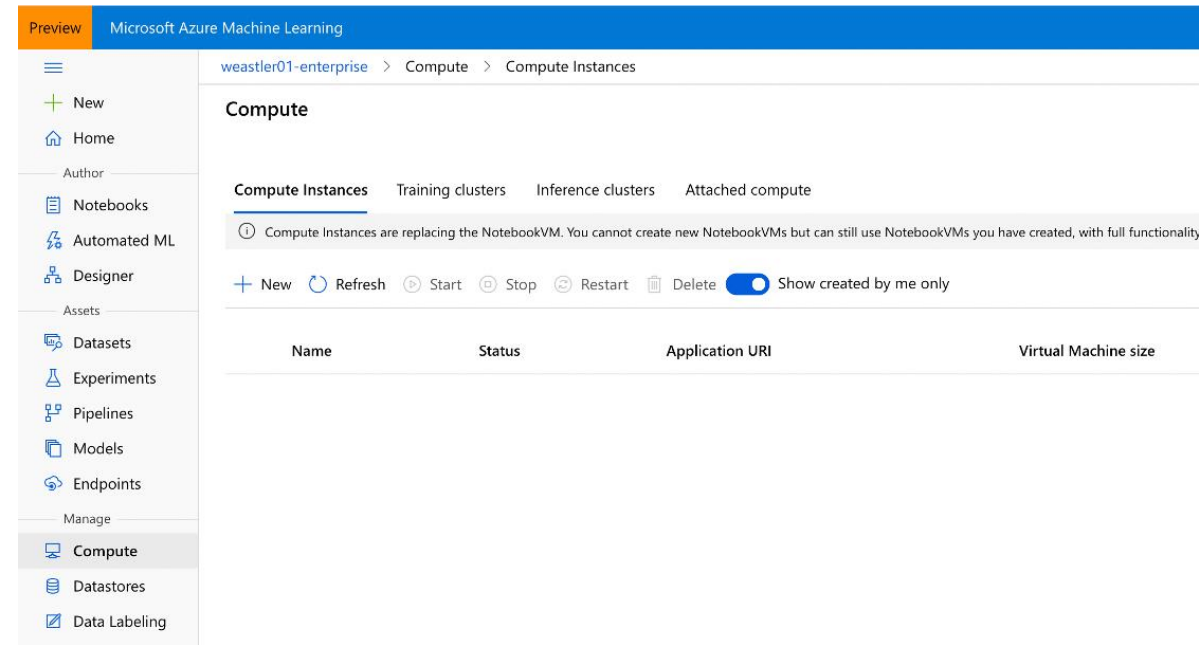 Preview Microsoft Azure Machine Learning
weastler01-enterprise > Compute > Compute Instances
New
Home
Author
Notebooks
Automated ML
Designer
Assets
Datasets
Experiments
Pipelines
Models
Endpoints
Manage
Compute
Datastores
Data Labeling
Compute
Compute Instances Training clusters Inference clusters Attached compute
Compute Instances are replacing the NotebookVM. You cannot create new NotebookVMs but can still use NotebookVMs you have created, with full functionality
New Refresh Start Stop Restart Delete Show created by me only
Name Status Application URI Virtual Machine size